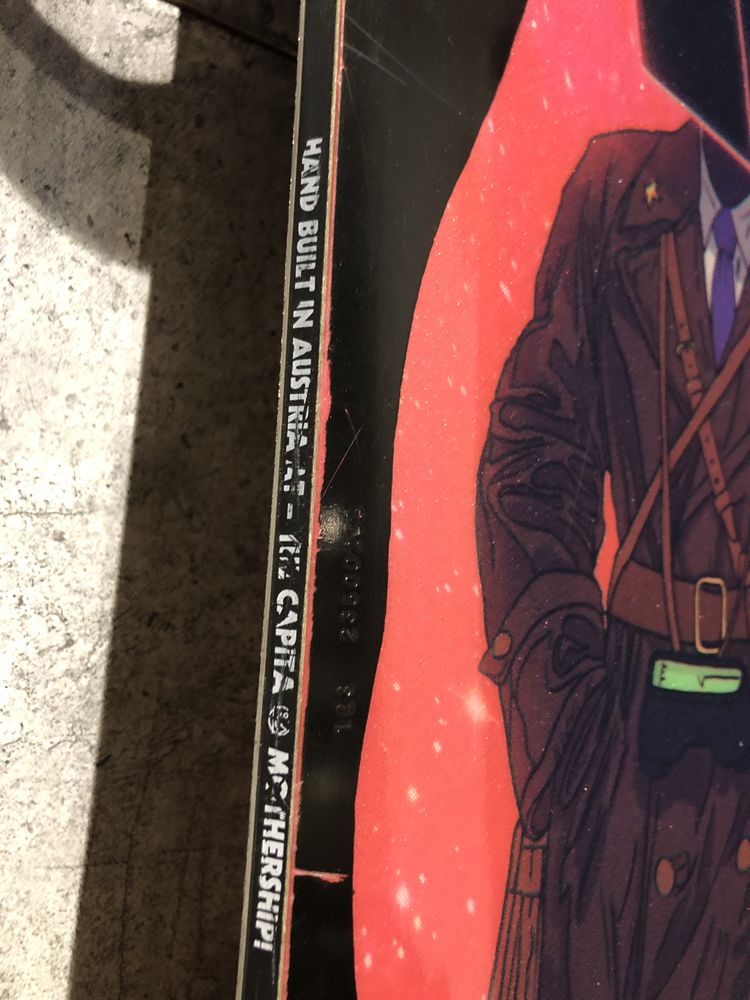 HAND BUILT IN AUSTRIA AT - THE CAPITA MOTHERSHIP!